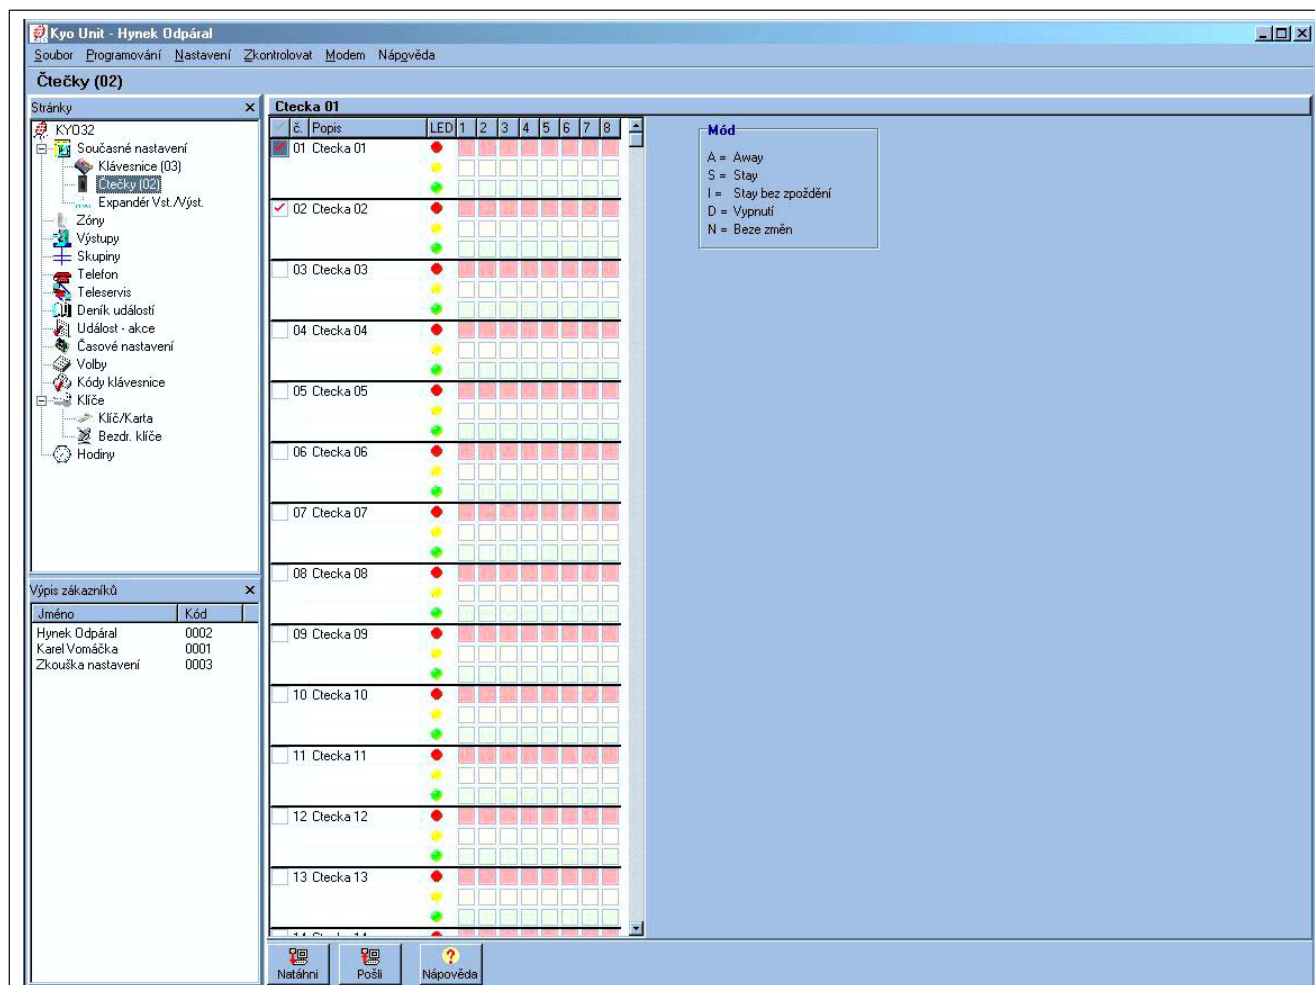 Kyo Unit - Hynek Odpáral
Soubor Programování Nastavení Zkontrolovat Modem Nápověda
Čtečky (02)
Stránky
KYO32
Současné nastavení
Klávesnice (03)
Čtečky (02)
Expandér Vst./Výst.
Zóny
Výstupy
Skupiny
Telefon
Teleservis
Deník událostí
Událost - akce
Časové nastavení
Volby
Kódy klávesnice
Klíče
Klíč/Karta
Bezdr. klíče
Hodiny
Výpis zákazníků
Jméno Kód
Hynek Odpáral 0002
Karel Vomáčka 0001
Zkouška nastavení 0003
Ctecka 01
č. Popis LED 1 2 3 4 5 6 7 8
01 Ctecka 01
02 Ctecka 02
03 Ctecka 03
04 Ctecka 04
05 Ctecka 05
06 Ctecka 06
07 Ctecka 07
08 Ctecka 08
09 Ctecka 09
10 Ctecka 10
11 Ctecka 11
12 Ctecka 12
13 Ctecka 13
Mód
A = Away
S = Stay
I = Stay bez zpoždění
D = Vypnutí
N = Beze změn
Natáhni Pošli Nápověda